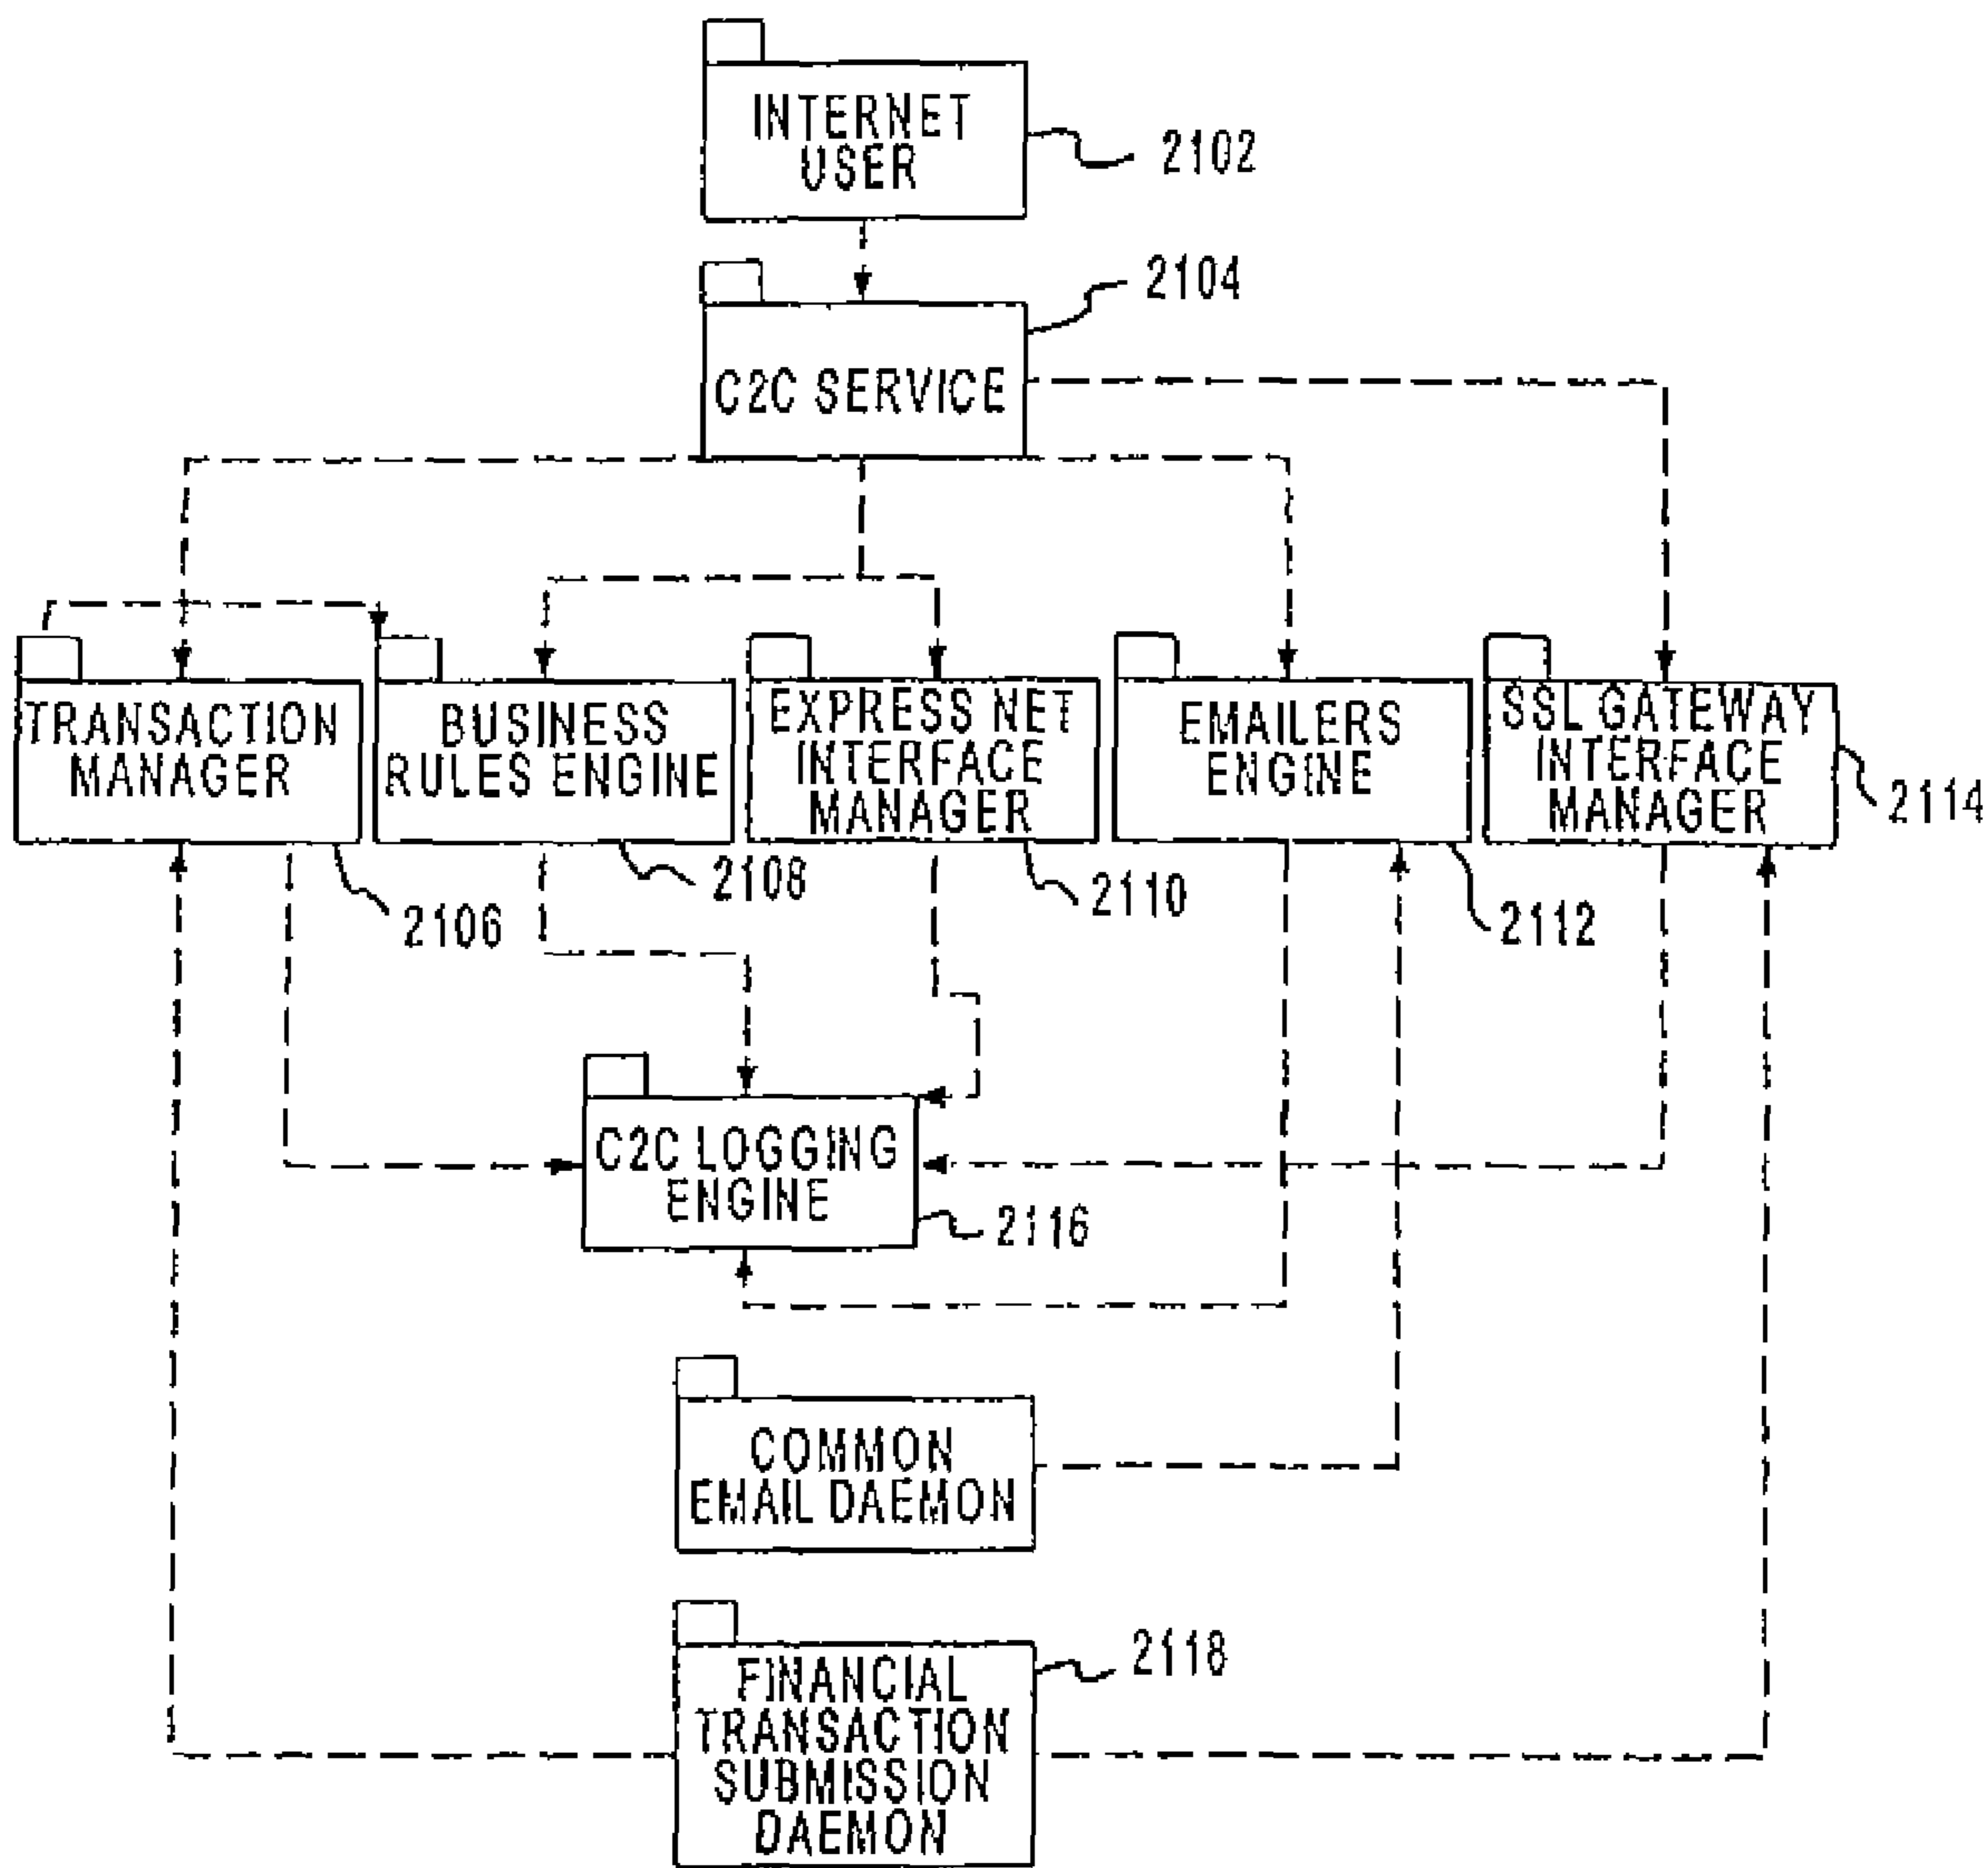 INTERNET
USER
2102
2104
C2C SERVICE
TRANSACTION
MANAGER
BUSINESS
RULES ENGINE
EXPRESS NET
INTERFACE
MANAGER
EMAILERS
ENGINE
SSL GATEWAY
INTERFACE
MANAGER
2114
2106
2108
2110
2112
C2C LOGGING
ENGINE
2116
COMMON
EMAIL DAEMON
2118
FINANCIAL
TRANSACTION
SUBMISSION
DAEMON